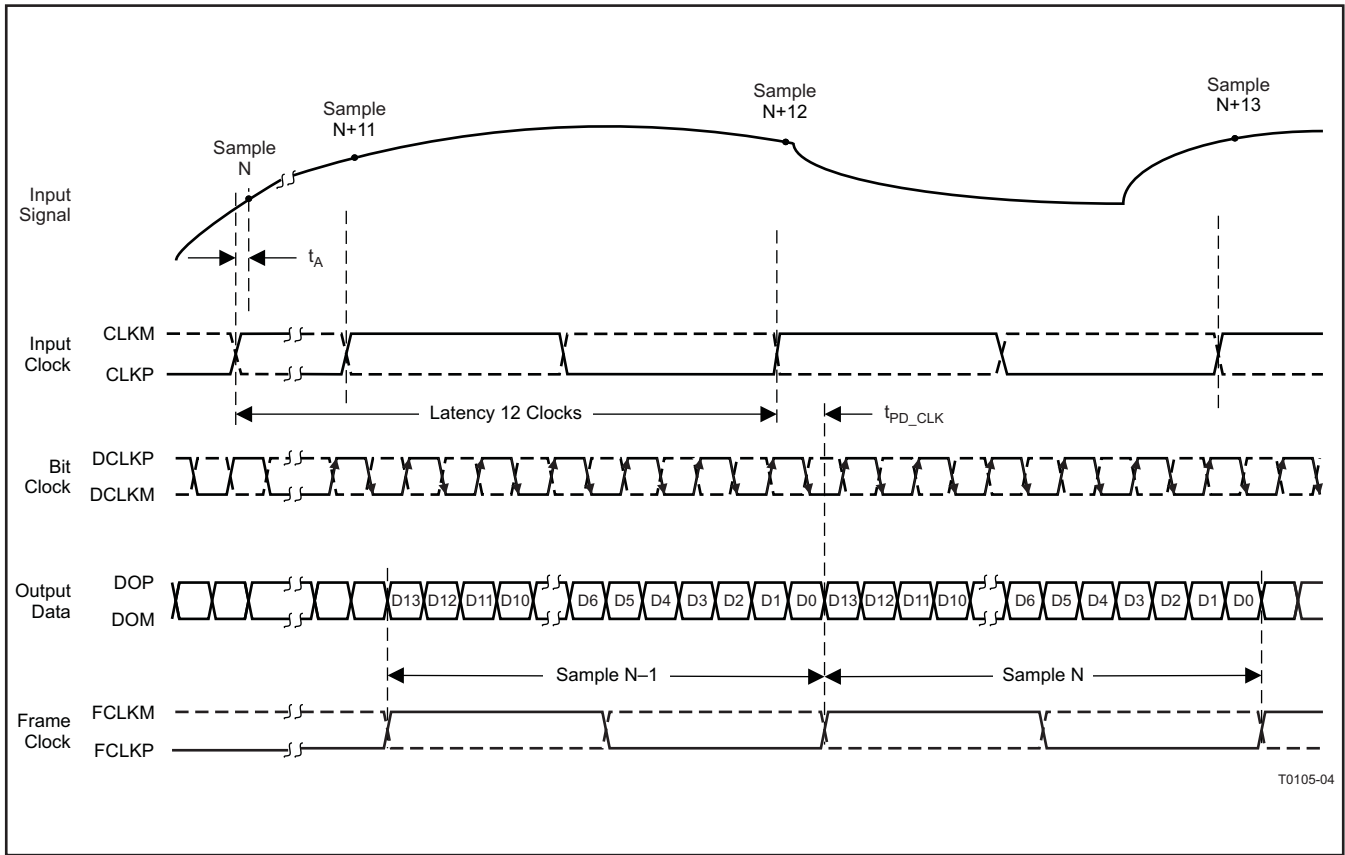 Sample
N
Sample
N+11
Sample
N+12
Sample
N+13
Input
Signal
tA
Input
Clock
CLKM
CLKP
Latency 12 Clocks
tPD_CLK
Bit
Clock
DCLKP
DCLKM
Output
Data
DOP
DOM
D13 D12 D11 D10 D6 D5 D4 D3 D2 D1 D0 D13 D12 D11 D10 D6 D5 D4 D3 D2 D1 D0
Sample N–1
Sample N
Frame
Clock
FCLKM
FCLKP
T0105-04